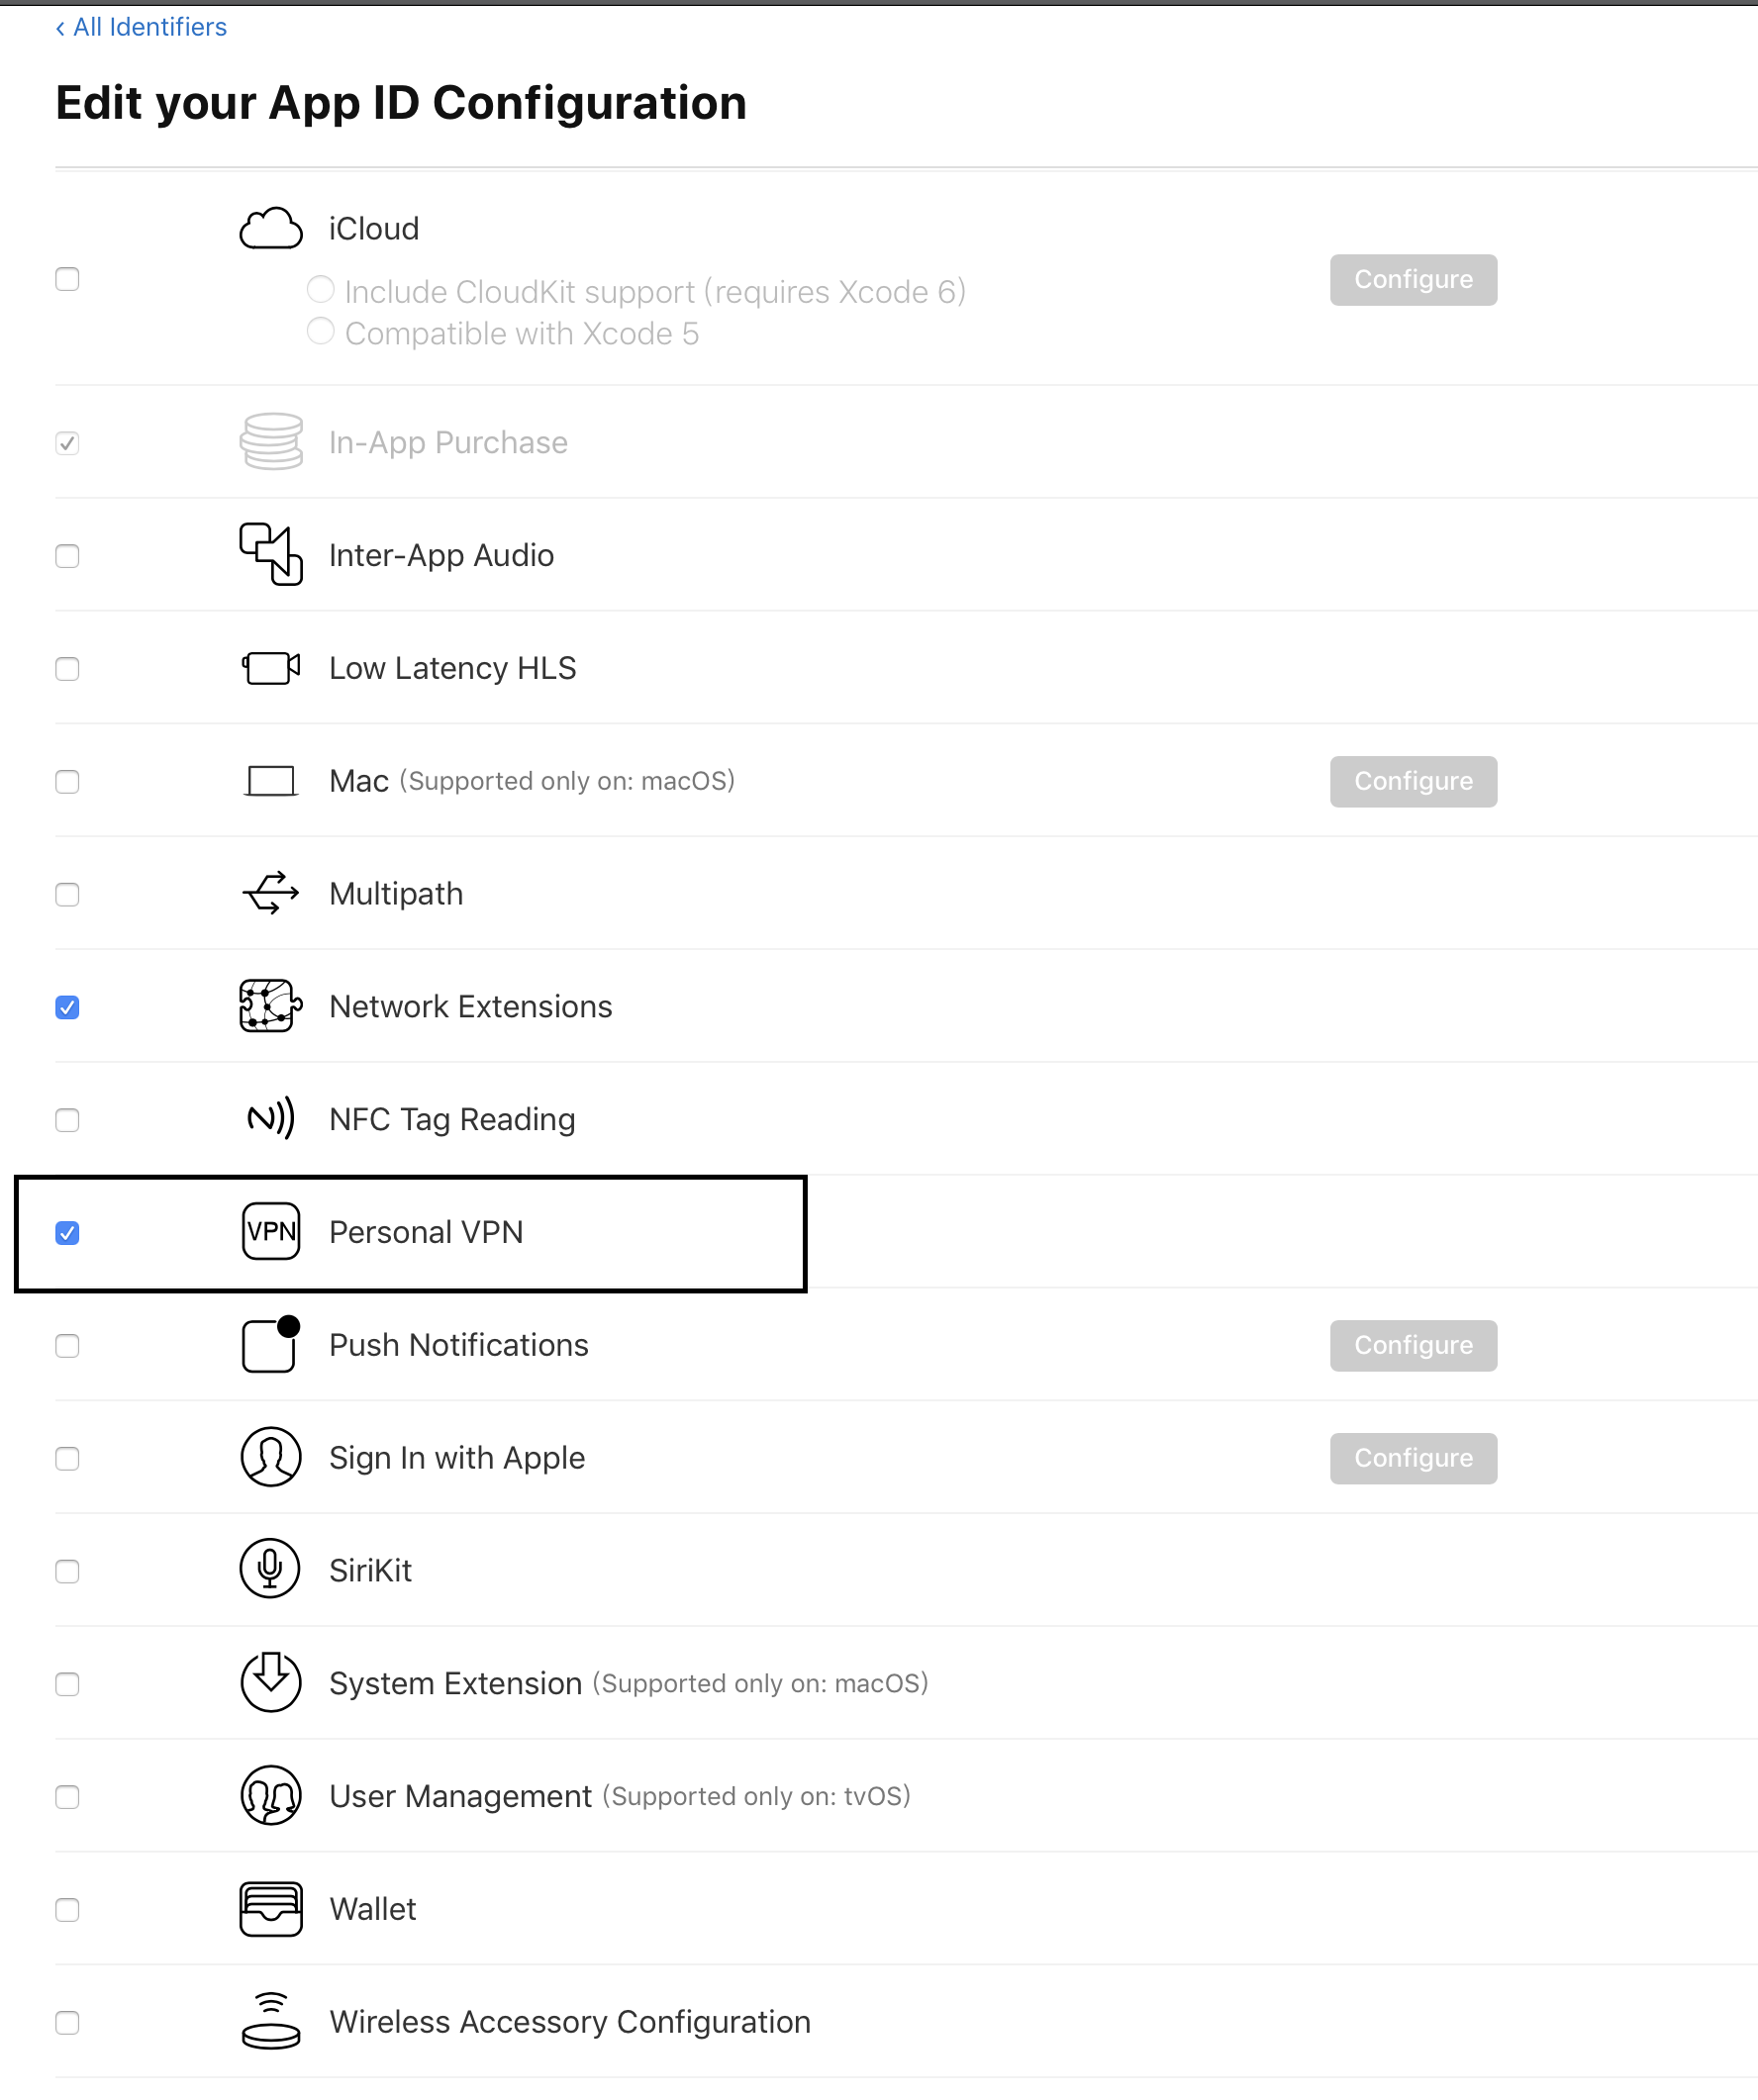 ‹ All Identifiers
Edit your App ID Configuration
iCloud
Include CloudKit support (requires Xcode 6)
Compatible with Xcode 5
Configure
In-App Purchase
Inter-App Audio
Low Latency HLS
Mac (Supported only on: macOS)
Configure
Multipath
Network Extensions
NFC Tag Reading
VPN Personal VPN
Push Notifications
Configure
Sign In with Apple
Configure
SiriKit
System Extension (Supported only on: macOS)
User Management (Supported only on: tvOS)
Wallet
Wireless Accessory Configuration